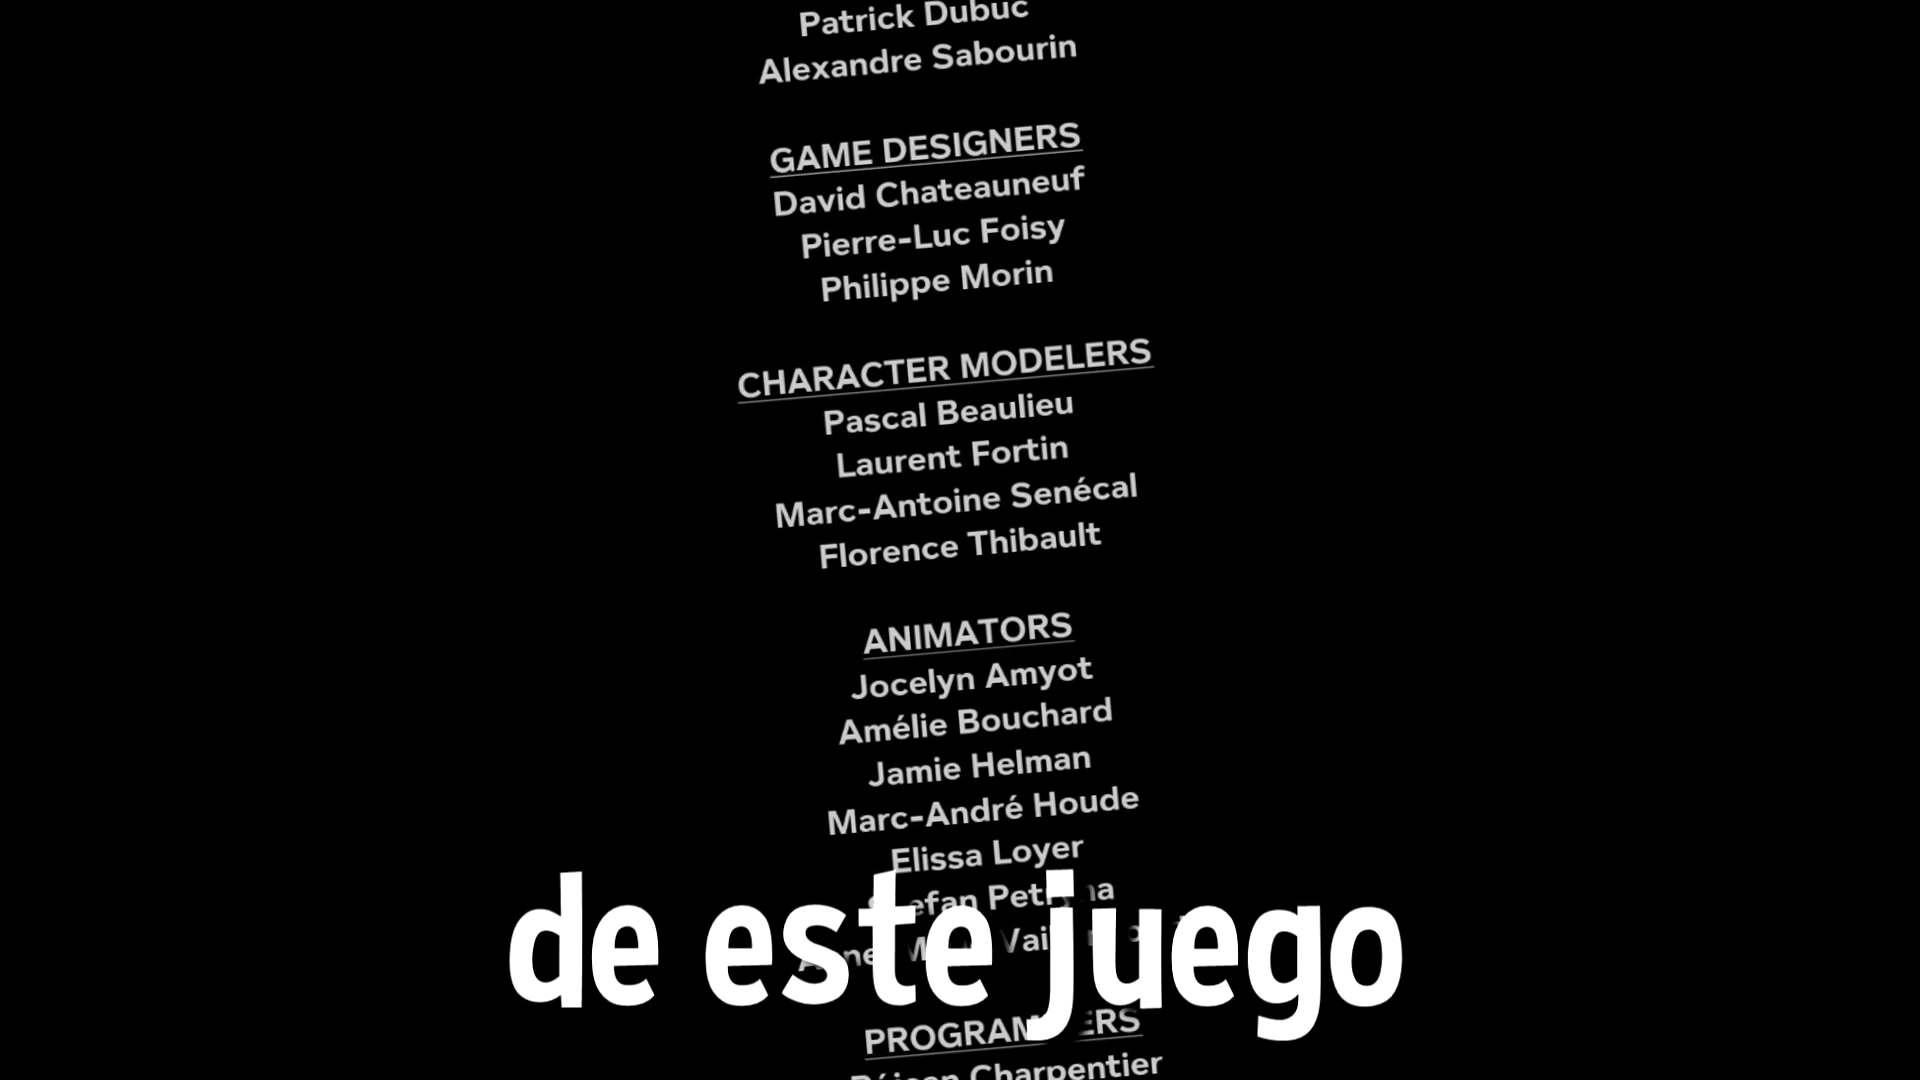 Patrick Dubuc
Alexandre Sabourin
GAME DESIGNERS
David Chateauneuf
Pierre-Luc Foisy
Philippe Morin
CHARACTER MODELERS
Pascal Beaulieu
Laurent Fortin
Marc-Antoine Senécal
Florence Thibault
ANIMATORS
Jocelyn Amyot
Amélie Bouchard
Jamie Helman
Marc-André Houde
Elissa Loyer
de este juego
PROGRAMMERS
Charpentier